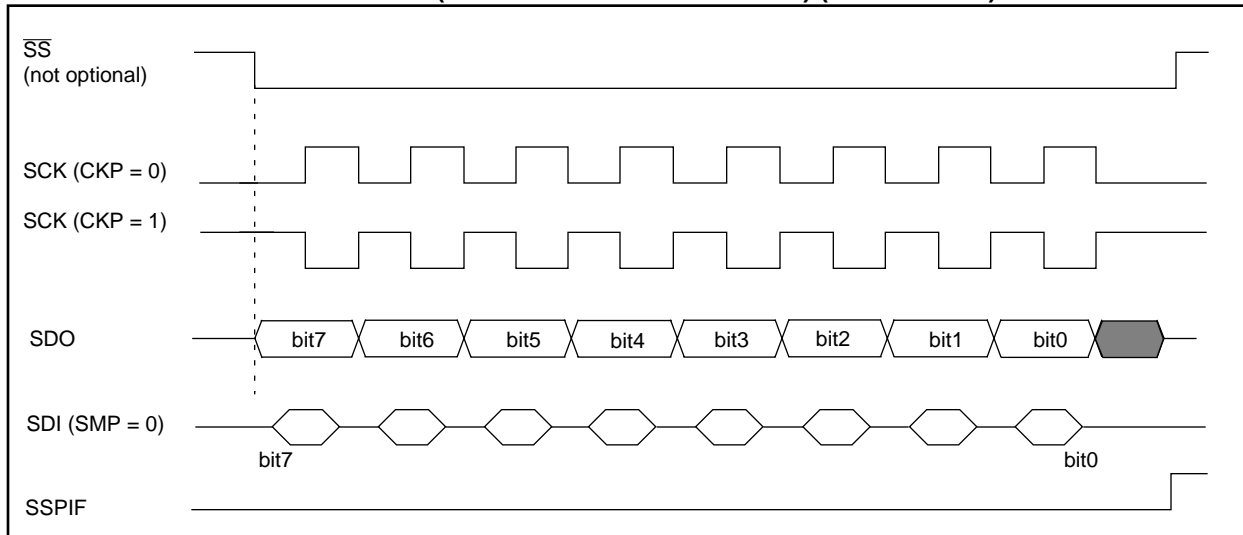 SS
(not optional)
SCK (CKP = 0)
SCK (CKP = 1)
SDO
bit7 bit6 bit5 bit4 bit3 bit2 bit1 bit0
SDI (SMP = 0)
bit7 bit0
SSPIF